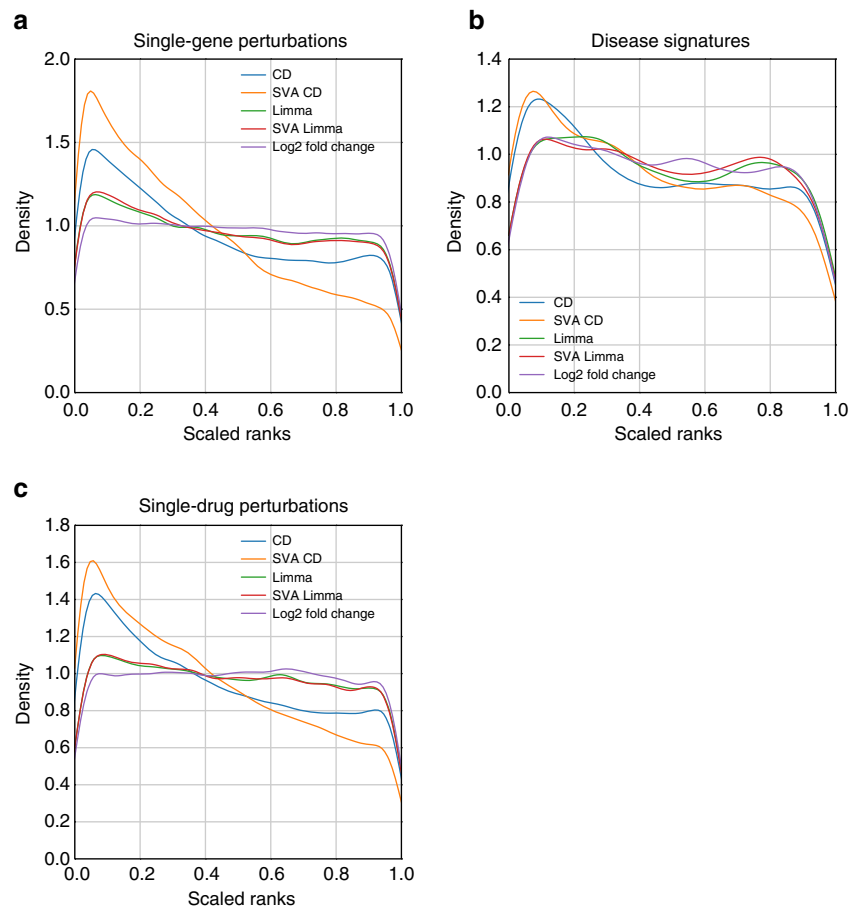 a
Single-gene perturbations
2.0
1.5
1.0
0.5
0.0
Density
CD
SVA CD
Limma
SVA Limma
Log2 fold change
0.0 0.2 0.4 0.6 0.8 1.0
Scaled ranks
b
Disease signatures
1.4
1.2
1.0
0.8
0.6
0.4
0.2
0.0
Density
CD
SVA CD
Limma
SVA Limma
Log2 fold change
0.0 0.2 0.4 0.6 0.8 1.0
Scaled ranks
c
Single-drug perturbations
1.8
1.6
1.4
1.2
1.0
0.8
0.6
0.4
0.2
0.0
Density
CD
SVA CD
Limma
SVA Limma
Log2 fold change
0.0 0.2 0.4 0.6 0.8 1.0
Scaled ranks